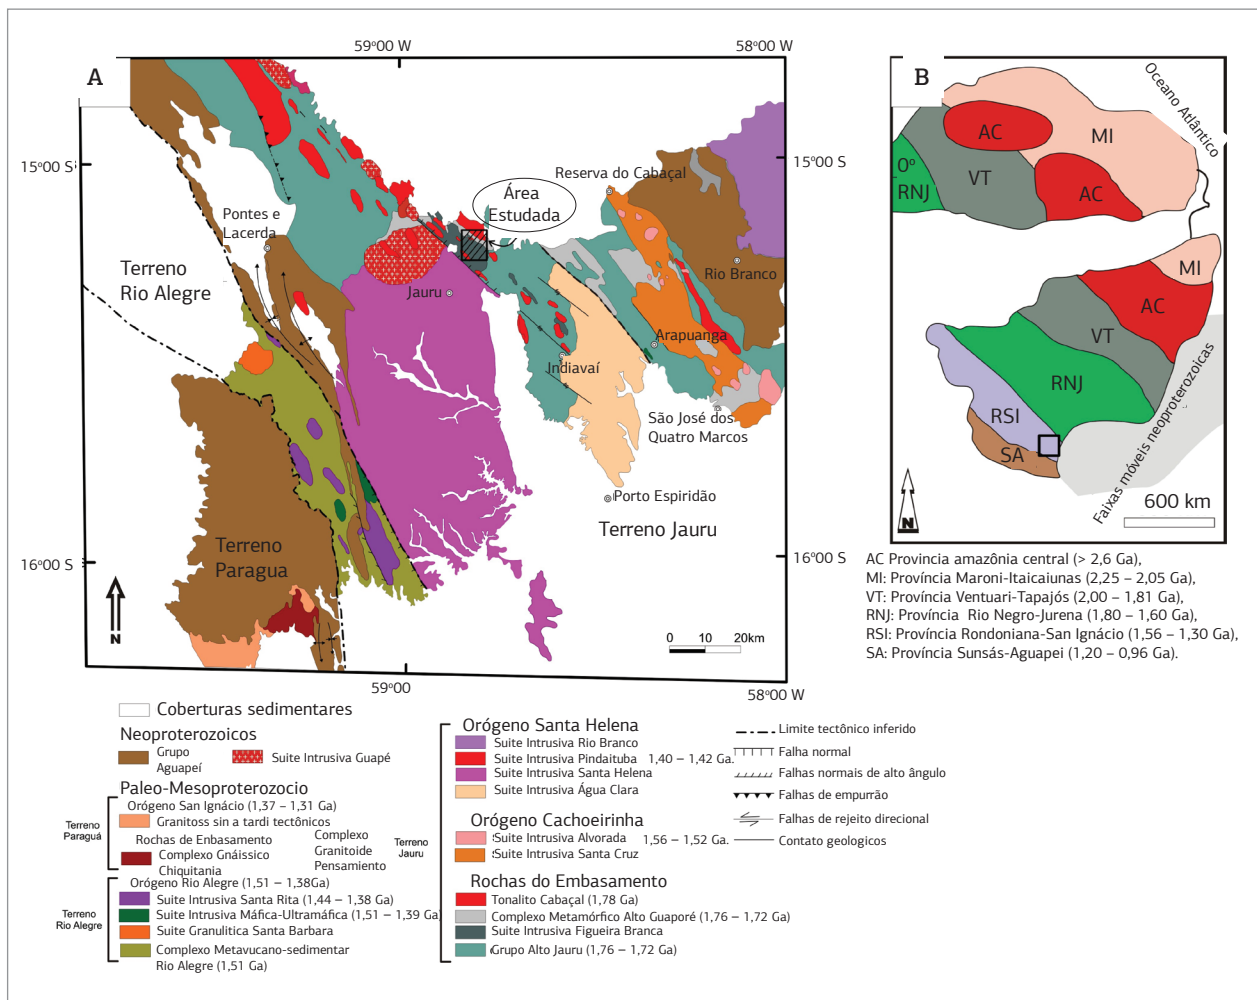 59°00 W
58°00 W
A
15°00 S
15°00 S
Reserva do Cabaçal
Área
Estudada
Pontes e
Lacerda
Terreno
Rio Alegre
Rio Branco
Jauru
Arapuanga
Indiavaí
São José dos
Quatro Marcos
Porto Espiridão
Terreno Jauru
Terreno
Paragua
16°00 S
16°00 S
N
0 10 20km
59°00 W
58°00 W
B
Oceano Atlântico
AC
MI
0°
RNJ
VT
AC
MI
AC
VT
RNJ
RSI
SA
Faixas móveis neoproterozoicas
N
600 km
AC Provincia amazônia central (> 2,6 Ga),
MI: Província Maroni-Itaicaiunas (2,25 – 2,05 Ga),
VT: Província Ventuari-Tapajós (2,00 – 1,81 Ga),
RNJ: Província Rio Negro-Jurena (1,80 – 1,60 Ga),
RSI: Província Rondoniana-San Ignácio (1,56 – 1,30 Ga),
SA: Província Sunsás-Aguapei (1,20 – 0,96 Ga).
Coberturas sedimentares
Neoproterozoicos
Grupo
Aguapeí
Suite Intrusiva Guapé
Paleo-Mesoproterozocio
Terreno
Paraguá
Orógeno San Ignácio (1,37 – 1,31 Ga)
Granitoss sin a tardi tectônicos
Rochas de Enbasamento
Complexo Gnáissico
Chiquitania
Complexo
Granitoide
Pensamiento
Terreno
Rio Alegre
Orógeno Rio Alegre (1,51 – 1,38Ga)
Suite Intrusiva Santa Rita (1,44 – 1,38 Ga)
Suite Intrusiva Máfica-Ultramáfica (1,51 – 1,39 Ga)
Suite Granulitica Santa Barbara
Complexo Metavucano-sedimentar
Rio Alegre (1,51 Ga)
Terreno
Jauru
Orógeno Santa Helena
Suite Intrusiva Rio Branco
Suite Intrusiva Pindaituba 1,40 – 1,42 Ga.
Suite Intrusiva Santa Helena
Suite Intrusiva Água Clara
Orógeno Cachoeirinha
Suite Intrusiva Alvorada 1,56 – 1,52 Ga.
Suite Intrusiva Santa Cruz
Rochas do Embasamento
Tonalito Cabaçal (1,78 Ga)
Complexo Metamórfico Alto Guaporé (1,76 – 1,72 Ga)
Suite Intrusiva Figueira Branca
Grupo Alto Jauru (1,76 – 1,72 Ga)
Limite tectônico inferido
Falha normal
Falhas normais de alto ângulo
Falhas de empurrão
Falhas de rejeito direcional
Contato geologicos